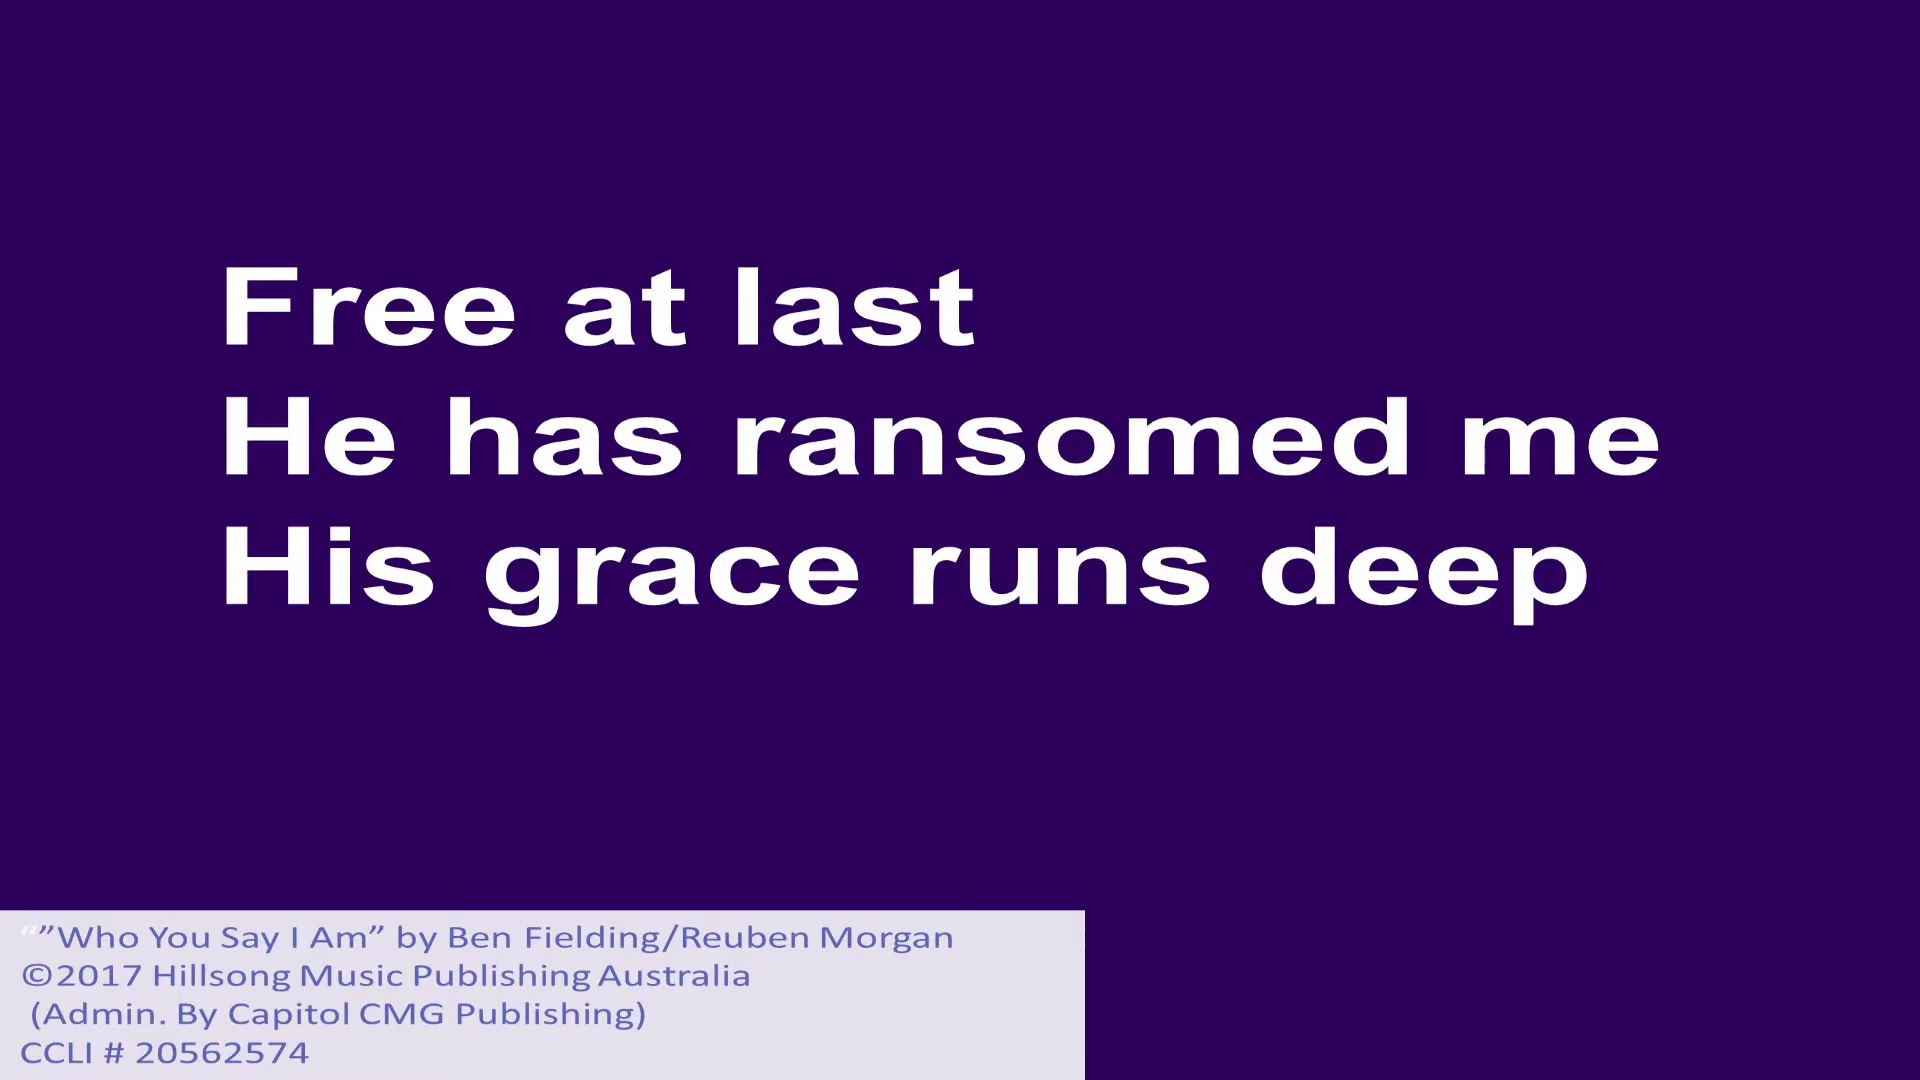 Free at last
He has ransomed me
His grace runs deep
“”Who You Say I Am” by Ben Fielding/Reuben Morgan
©2017 Hillsong Music Publishing Australia
(Admin. By Capitol CMG Publishing)
CCLI # 20562574